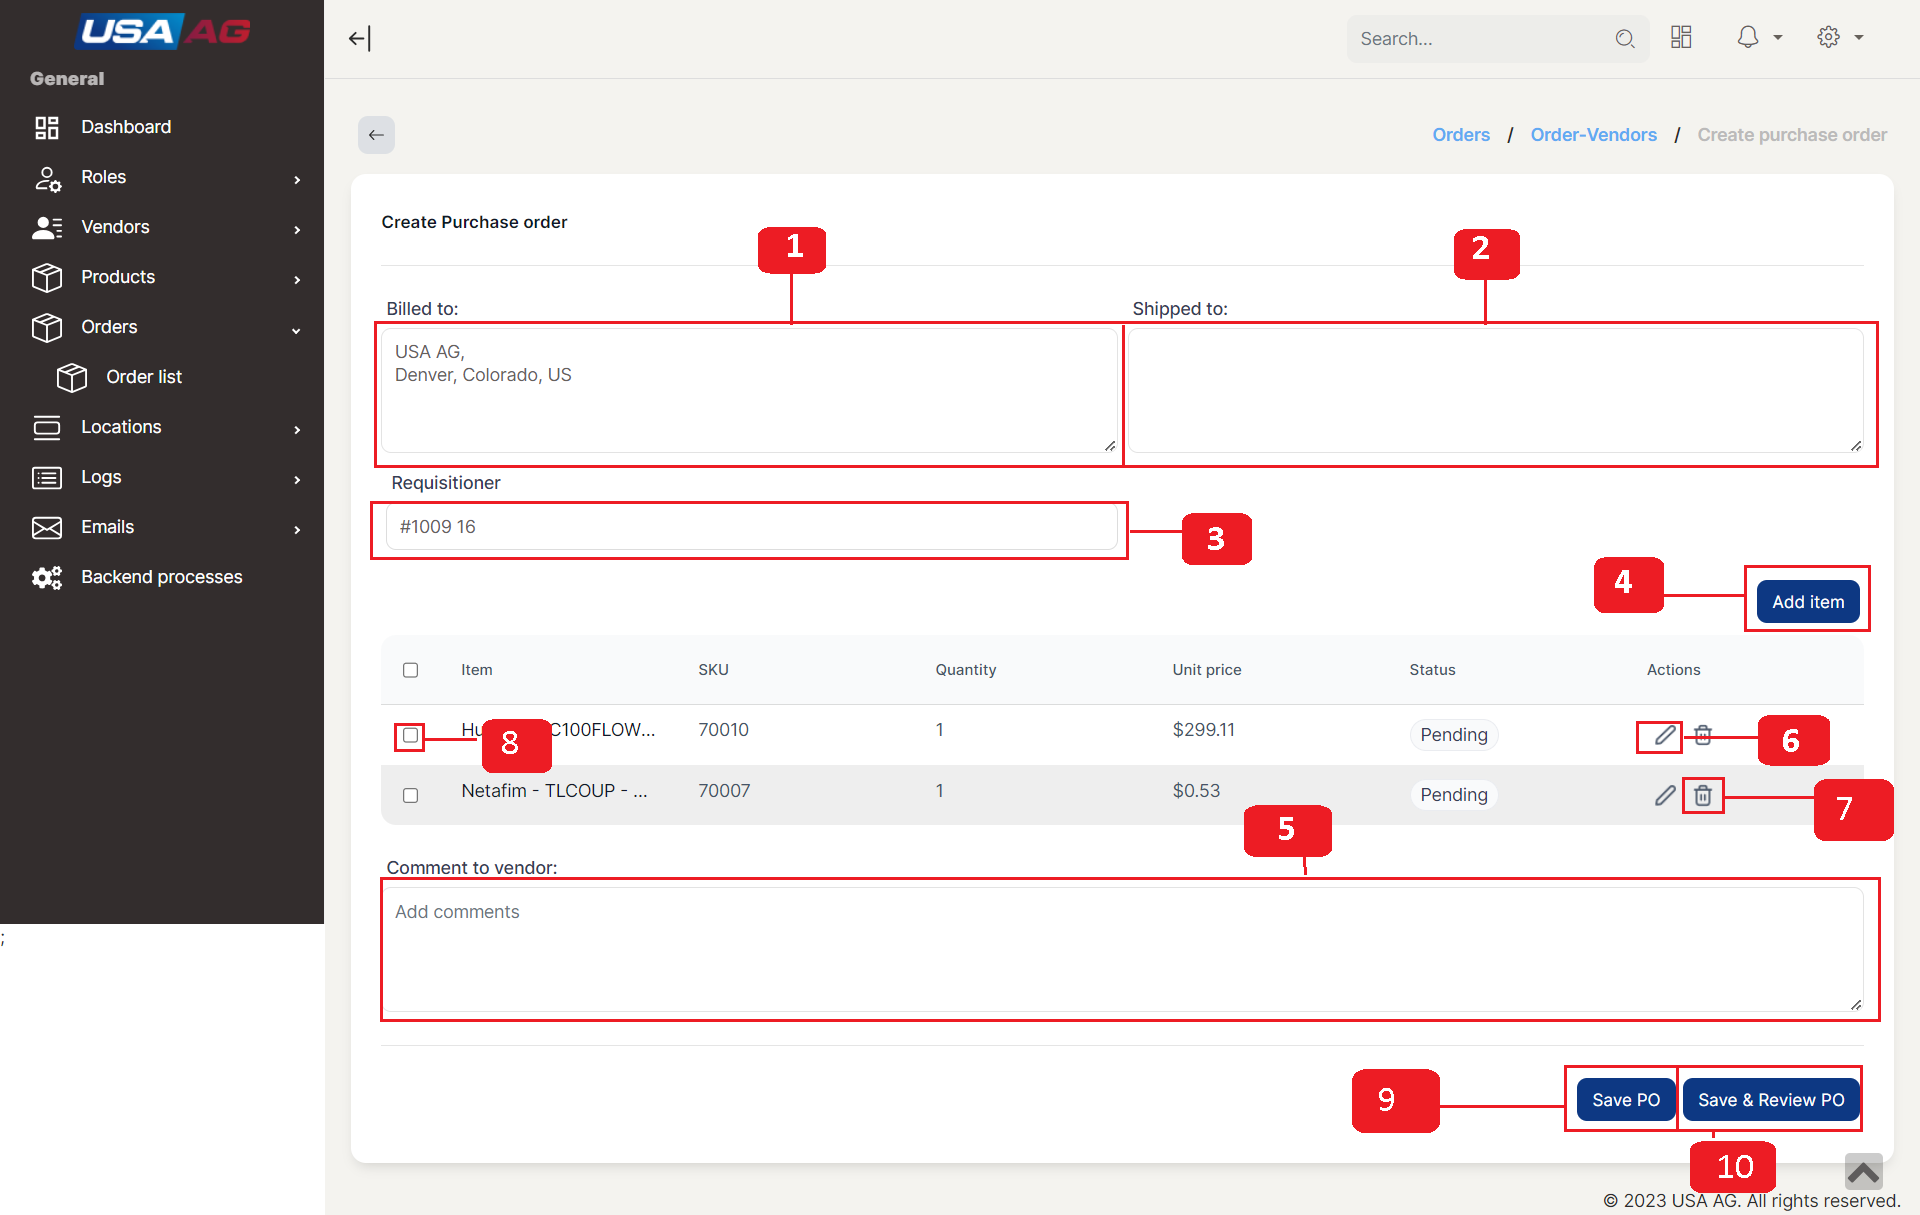 USA AG
General
Dashboard
Roles
Vendors
Products
Orders
Order list
Locations
Logs
Emails
Backend processes
;
Search...
Orders / Order-Vendors / Create purchase order
Create Purchase order
1
2
Billed to:
Shipped to:
USA AG,
Denver, Colorado, US
Requisitioner
#1009 16
3
4
Add item
Item SKU Quantity Unit price Status Actions
Hu C100FLOW... 70010 1 $299.11 Pending
8
6
Netafim - TLCOUP - ... 70007 1 $0.53 Pending
7
5
Comment to vendor:
Add comments
9
Save PO
Save & Review PO
10
© 2023 USA AG. All rights reserved.